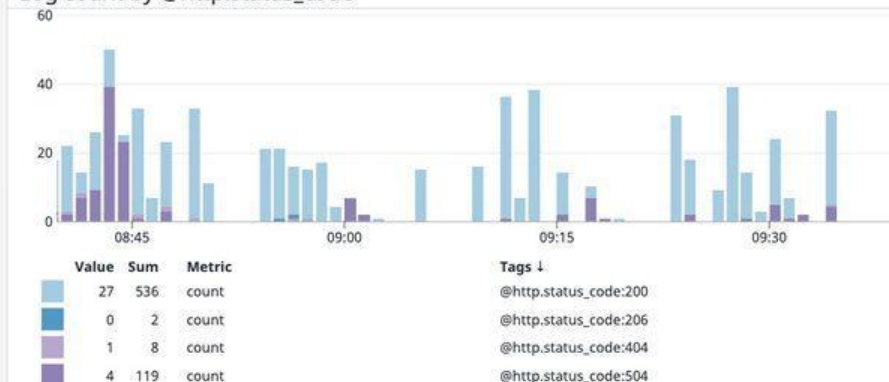 60
40
20
0
08:45 09:00 09:15 09:30
Value Sum Metric Tags ↓
27 536 count @http.status_code:200
0 2 count @http.status_code:206
1 8 count @http.status_code:404
4 119 count @http.status_code:504